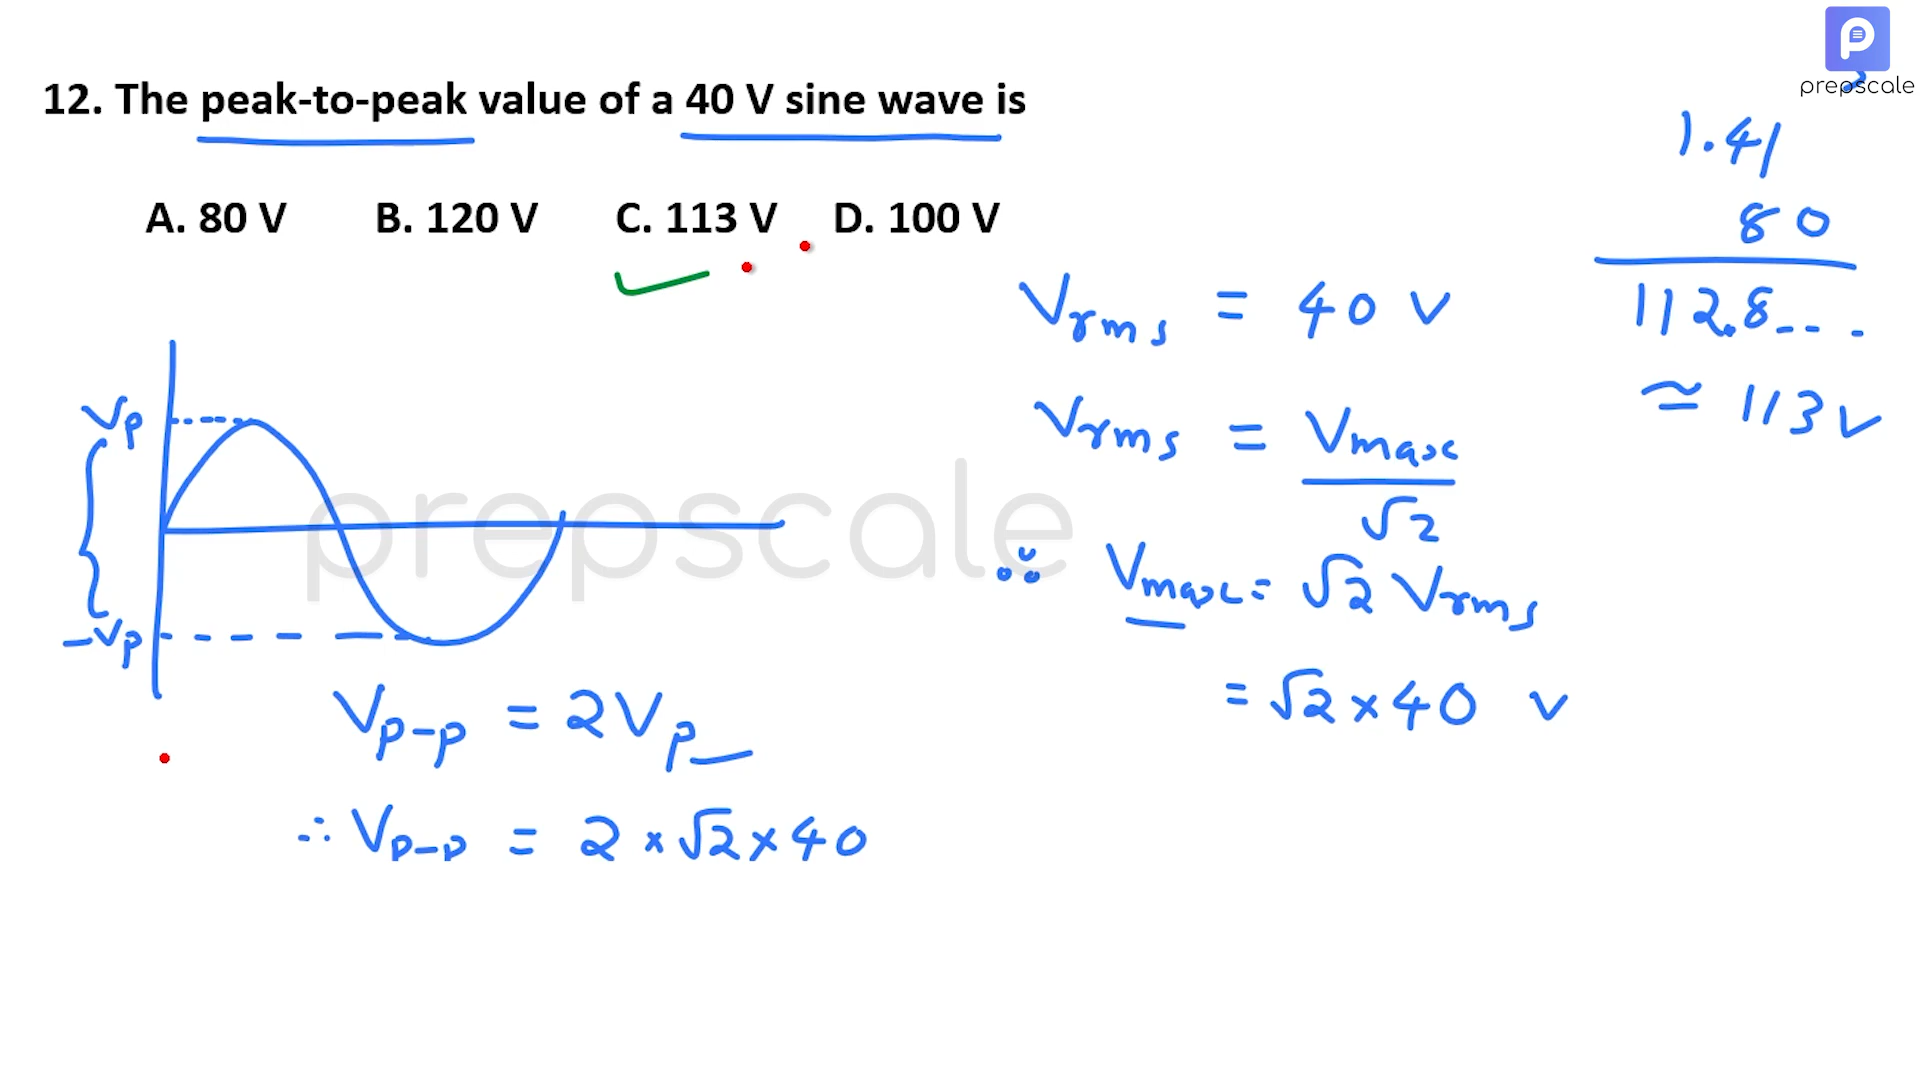 prepscale
12. The peak-to-peak value of a 40 V sine wave is
A. 80 V B. 120 V C. 113 V D. 100 V
1.41
80
112.8--- .
≃ 113 V
Vrms = 40 V
Vrms = Vmax
√2
∴ Vmax = √2 Vrms
= √2 × 40 V
Vp
-Vp
prepscale
Vp-p = 2Vp
∴ Vp-p = 2 × √2 × 40